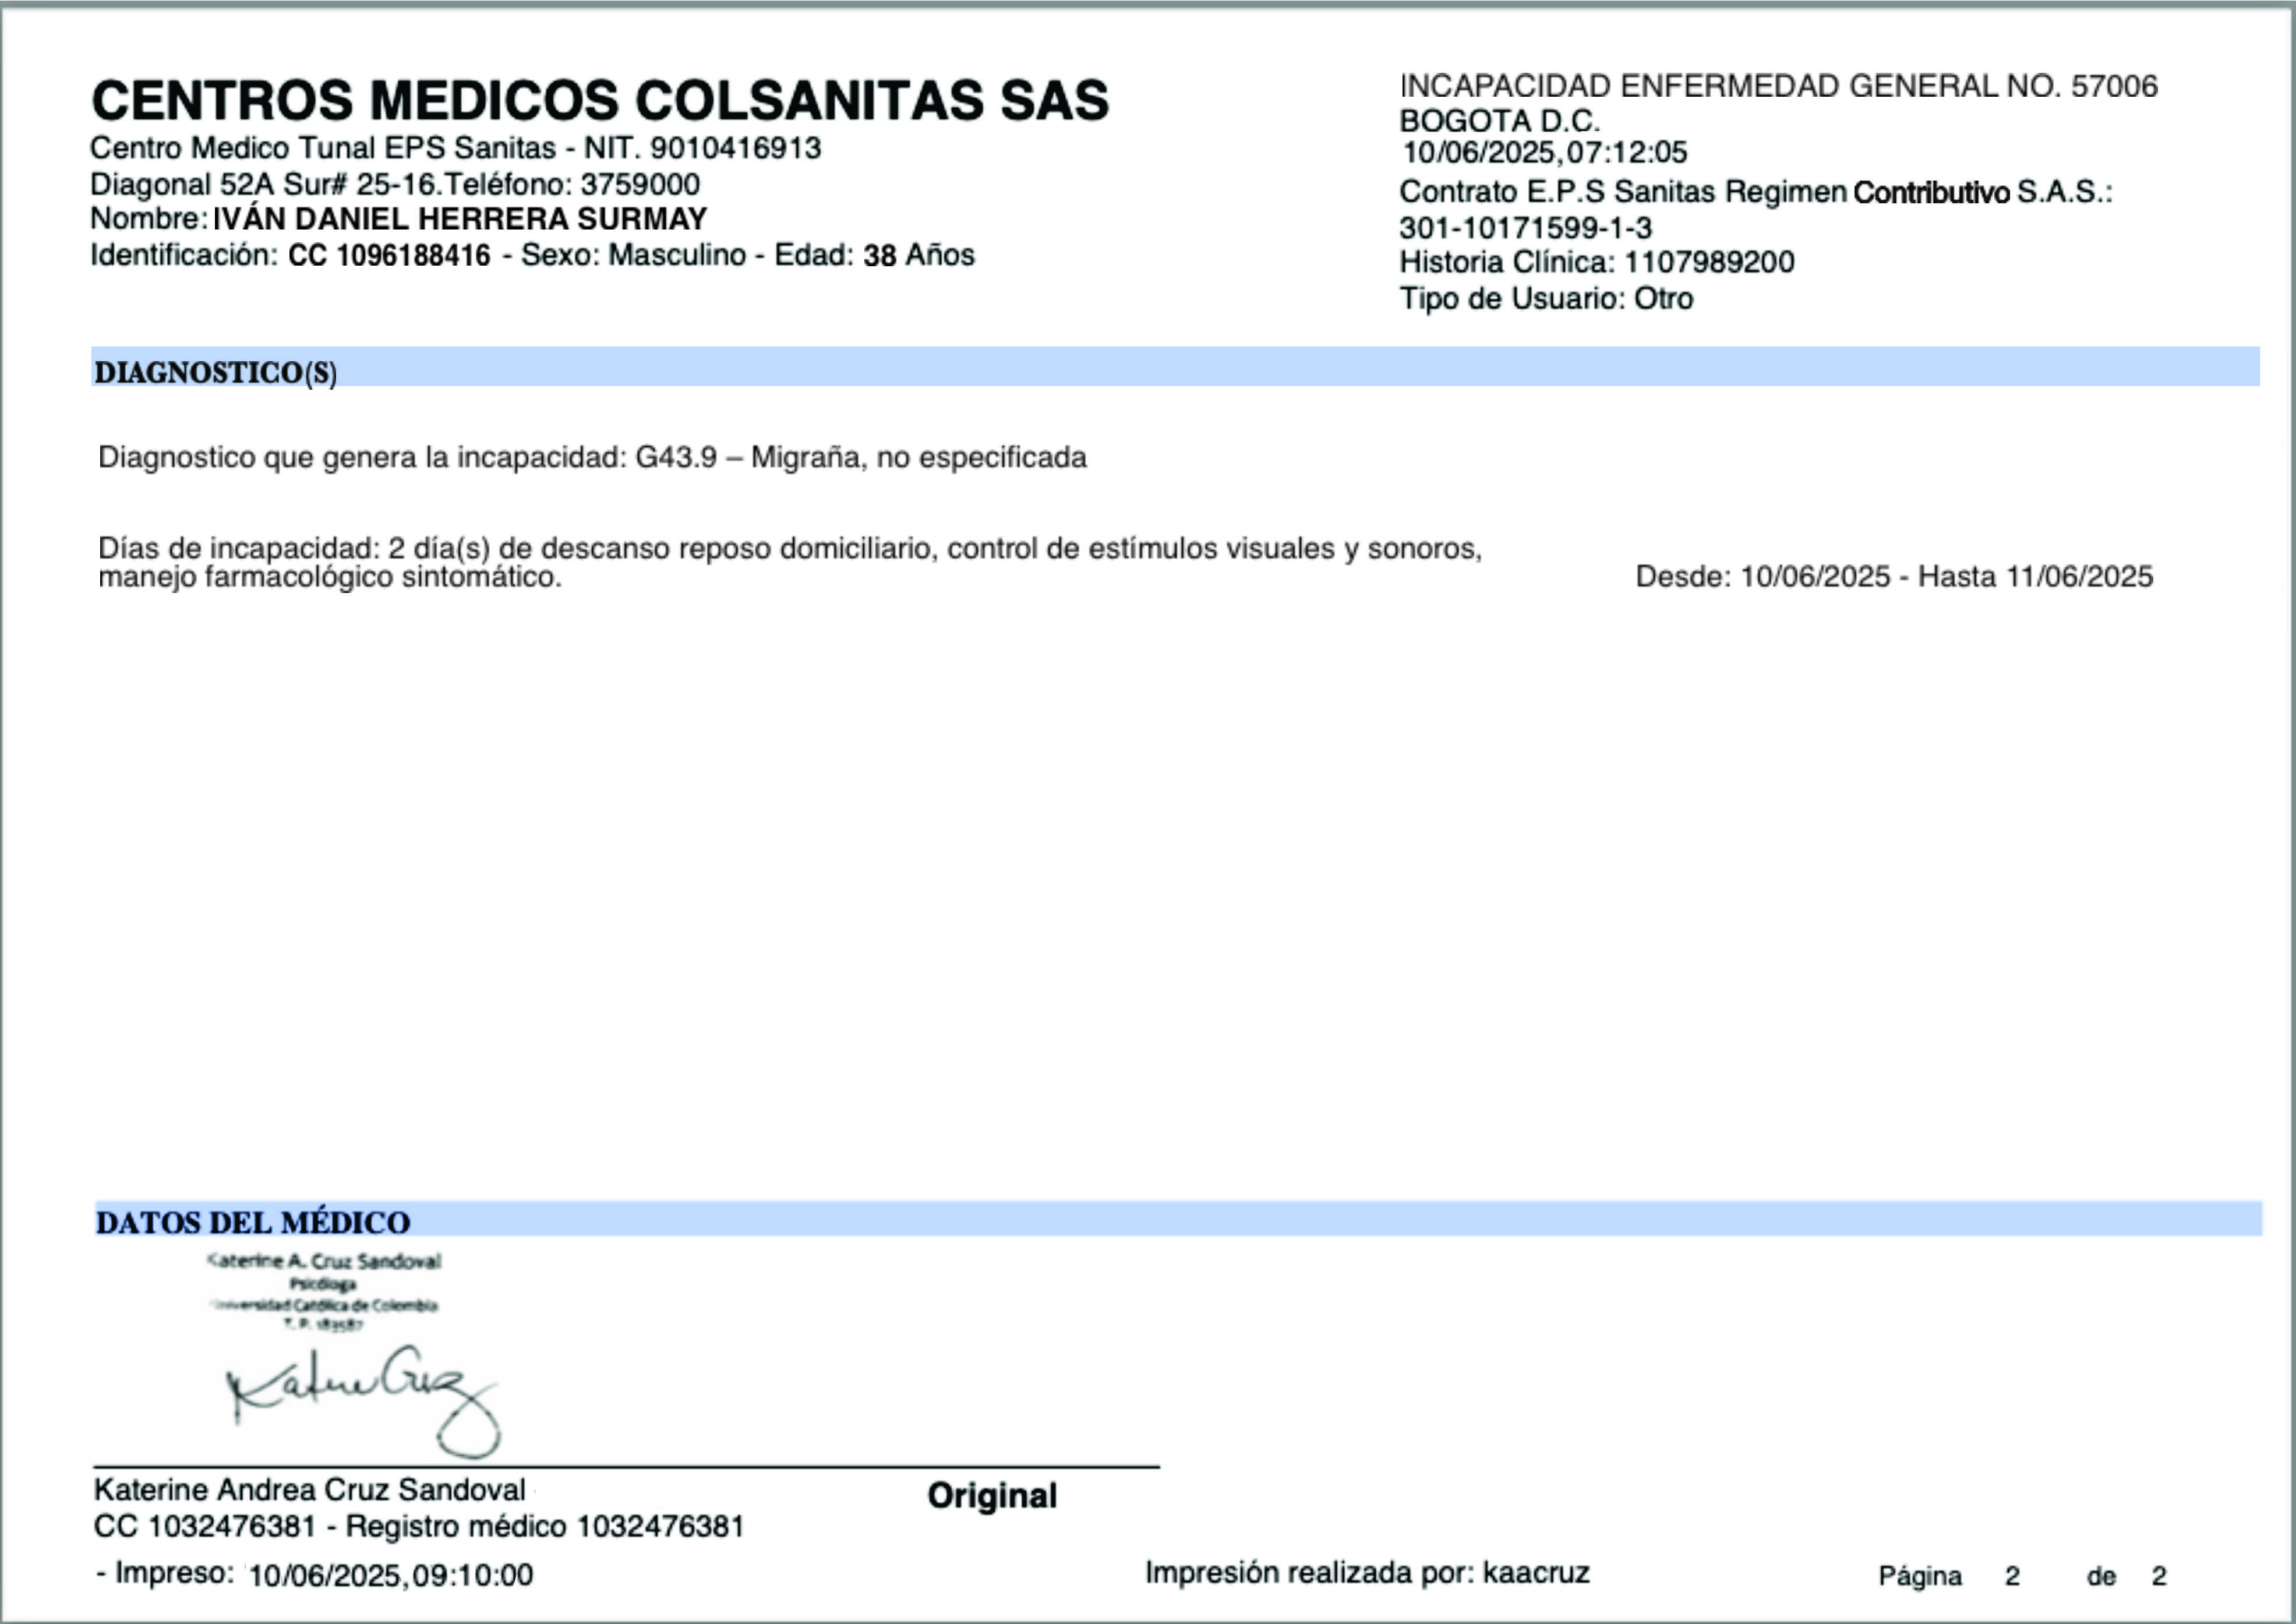 CENTROS MEDICOS COLSANITAS SAS
Centro Medico Tunal EPS Sanitas - NIT. 9010416913
Diagonal 52A Sur# 25-16.Teléfono: 3759000
Nombre: IVÁN DANIEL HERRERA SURMAY
Identificación: CC 1096188416 - Sexo: Masculino - Edad: 38 Años
INCAPACIDAD ENFERMEDAD GENERAL NO. 57006
BOGOTA D.C.
10/06/2025,07:12:05
Contrato E.P.S Sanitas Regimen Contributivo S.A.S.:
301-10171599-1-3
Historia Clínica: 1107989200
Tipo de Usuario: Otro
DIAGNOSTICO(S)
Diagnostico que genera la incapacidad: G43.9 – Migraña, no especificada
Días de incapacidad: 2 día(s) de descanso reposo domiciliario, control de estímulos visuales y sonoros,
manejo farmacológico sintomático.
Desde: 10/06/2025 - Hasta 11/06/2025
DATOS DEL MÉDICO
Katerine A. Cruz Sandoval
Psicóloga
Universidad Católica de Colombia
T. P.
Katerine Andrea Cruz Sandoval
Original
CC 1032476381 - Registro médico 1032476381
- Impreso: 10/06/2025,09:10:00
Impresión realizada por: kaacruz
Página 2 de 2